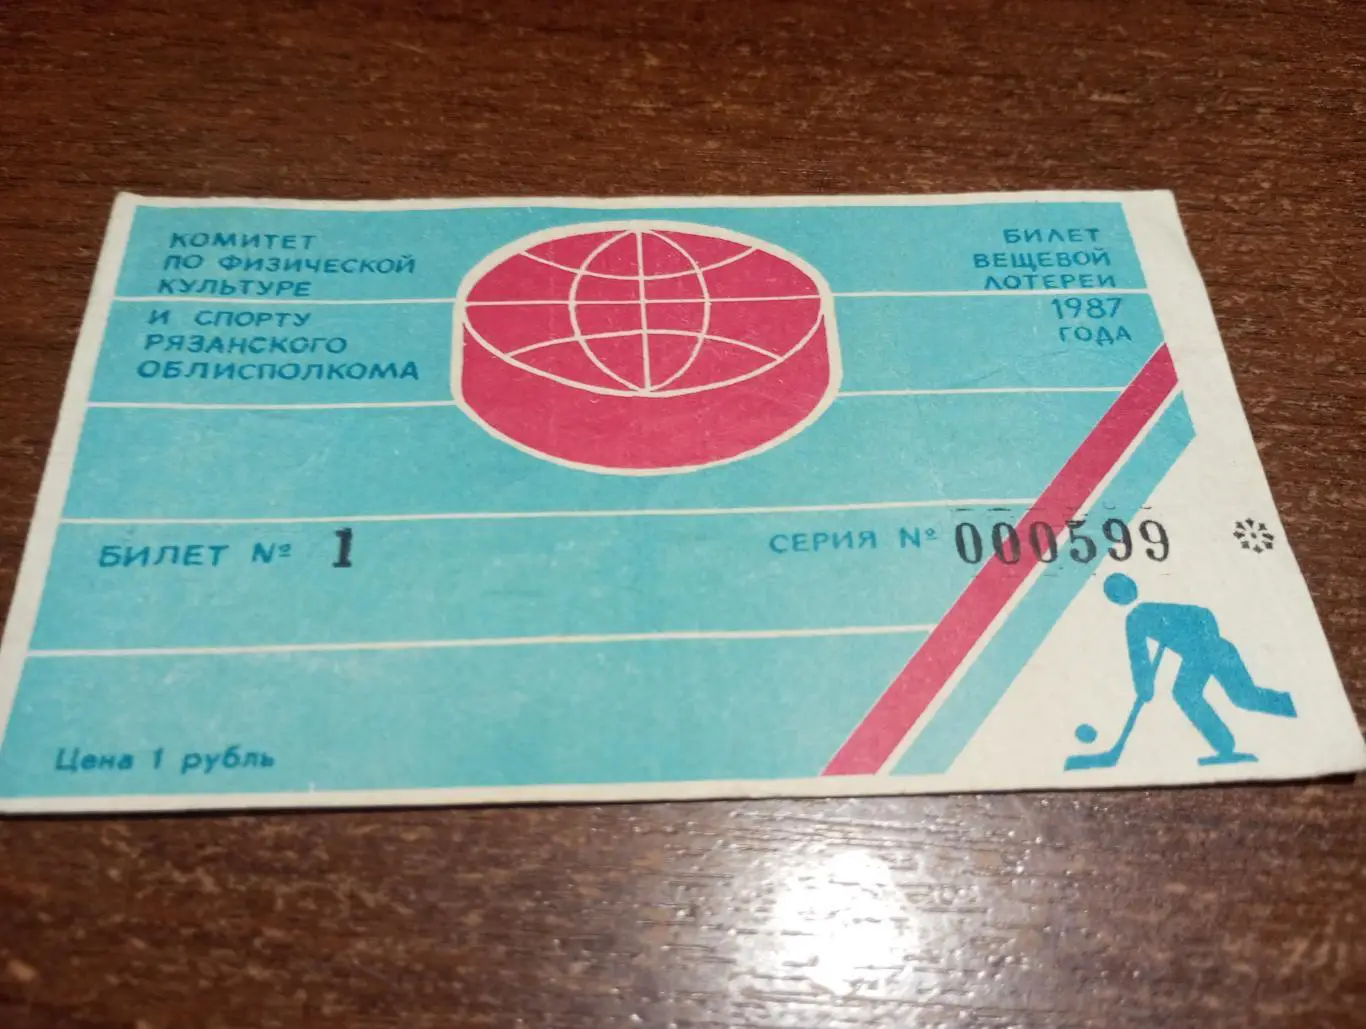 КОМИТЕТ
ПО ФИЗИЧЕСКОЙ
КУЛЬТУРЕ
И СПОРТУ
РЯЗАНСКОГО
ОБЛИСПОЛКОМА
БИЛЕТ
ВЕЩЕВОЙ
ЛОТЕРЕИ
1987
ГОДА
БИЛЕТ № 1
СЕРИЯ № 000599
Цена 1 рубль